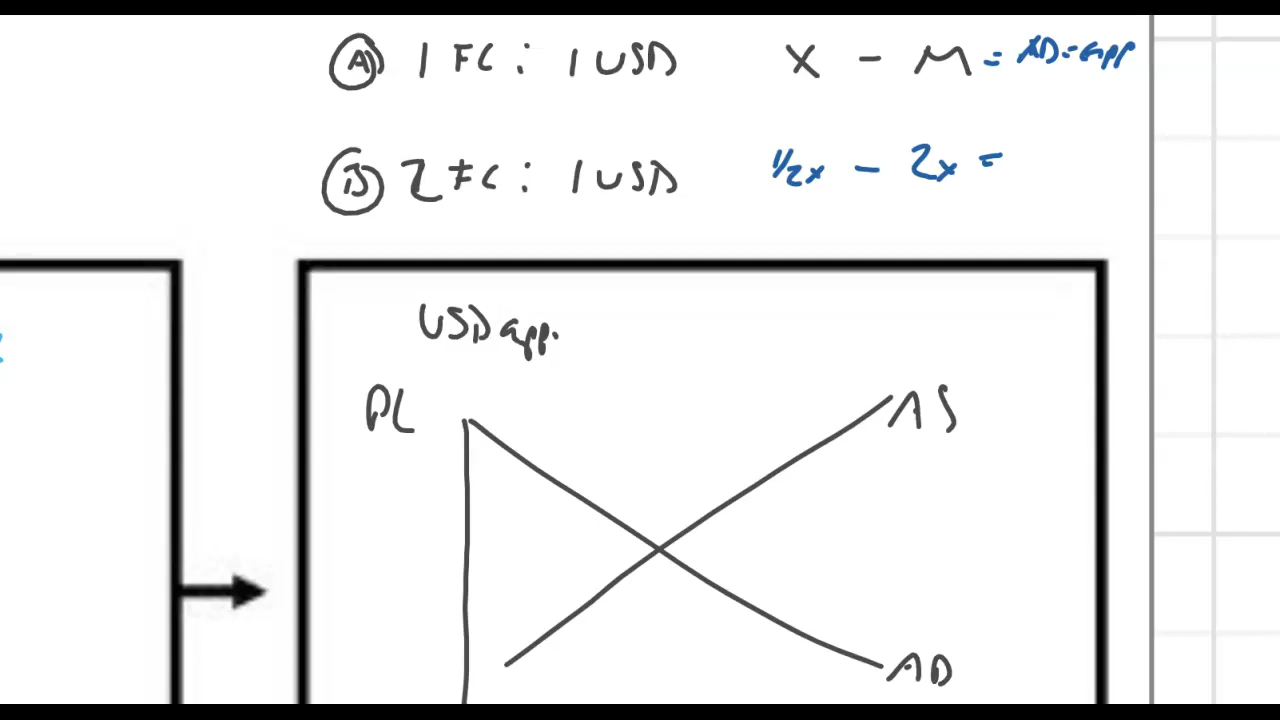 Ⓐ 1 FC : 1 USD X - M = AD - app
Ⓑ 2 FC : 1 USD 1/2x - 2x =
USD app.
PL
AS
AD